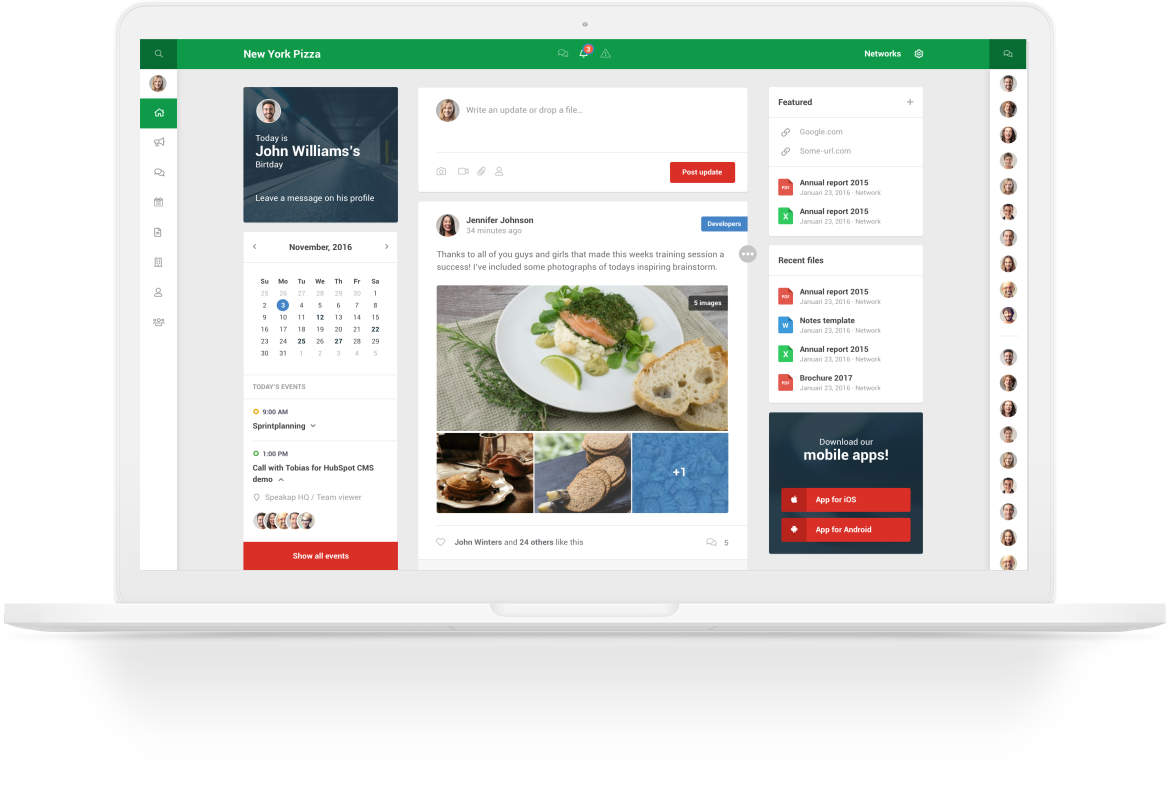 New York Pizza
3
Networks
Today is
John Williams's
Birtday
Leave a message on his profile
November, 2016
Su Mo Tu We Th Fr Sa
25 26 27 28 29 30 1
2 3 4 5 6 7 8
9 10 11 12 13 14 15
16 17 18 19 20 21 22
23 24 25 26 27 28 29
30 31 1 2 3 4 5
TODAY'S EVENTS
9:00 AM
Sprintplanning
1:00 PM
Call with Tobias for HubSpot CMS
demo
Speakap HQ / Team viewer
Show all events
Write an update or drop a file...
Post update
Jennifer Johnson
34 minutes ago
Developers
Thanks to all of you guys and girls that made this weeks training session a
success! I've included some photographs of todays inspiring brainstorm.
5 images
+1
John Winters and 24 others like this
5
Featured
Google.com
Some-url.com
PDF
Annual report 2015
Januari 23, 2016 · Network
X
Annual report 2015
Januari 23, 2016 · Network
Recent files
PDF
Annual report 2015
Januari 23, 2016 · Network
W
Notes template
Januari 23, 2016 · Network
X
Annual report 2015
Januari 23, 2016 · Network
PDF
Brochure 2017
Januari 23, 2016 · Network
Download our
mobile apps!
App for iOS
App for Android